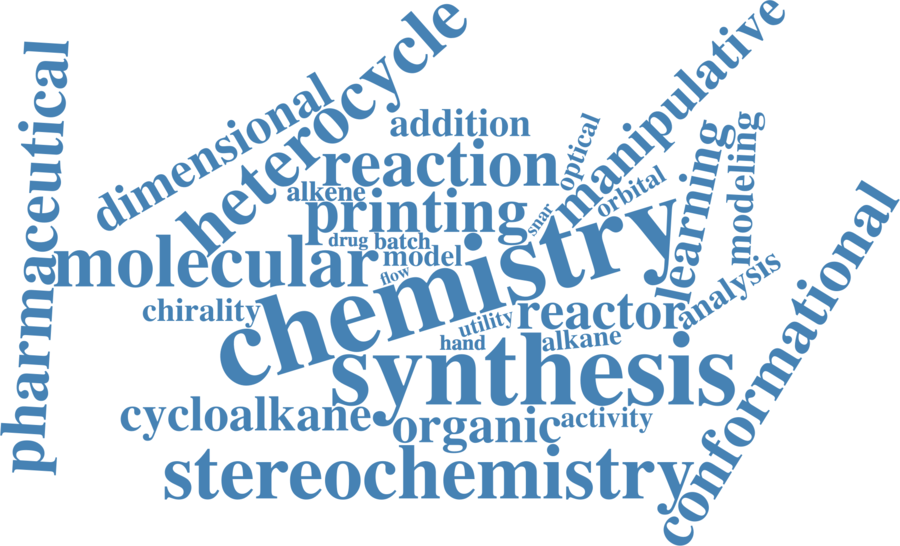 heterocycle
manipulative
pharmaceutical
dimensional
addition
optical
reaction
learning
modeling
alkene
orbital
printing
snar
drug
batch
molecular
model
chemistry
flow
analysis
conformational
chirality
utility
reactor
hand
alkane
synthesis
cycloalkane
organic
activity
stereochemistry